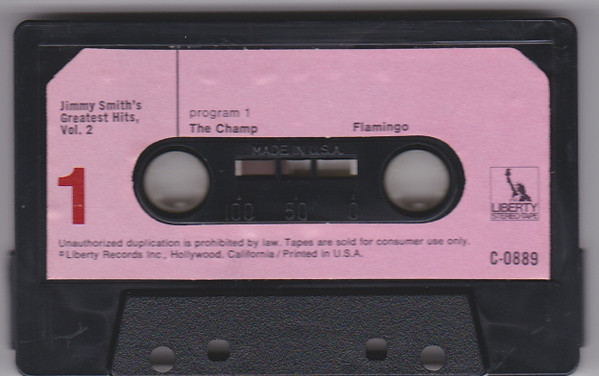 Jimmy Smith's
Greatest Hits,
Vol. 2
program 1
The Champ
Flamingo
MADE IN U.S.A.
100 50 0
1
LIBERTY
STEREO TAPE
Unauthorized duplication is prohibited by law. Tapes are sold for consumer use only.
℗Liberty Records Inc., Hollywood, California/Printed in U.S.A.
C-0889